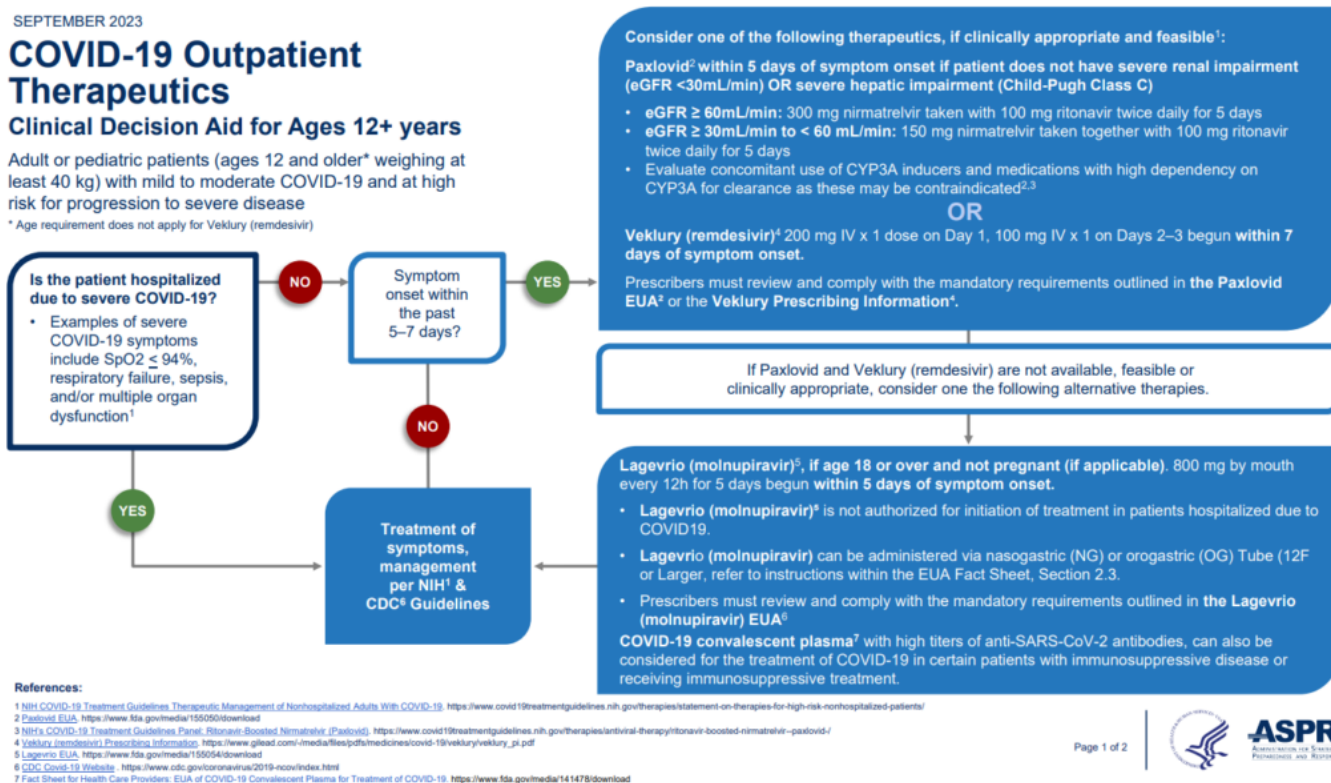 SEPTEMBER 2023
COVID-19 Outpatient
Therapeutics
Clinical Decision Aid for Ages 12+ years
Adult or pediatric patients (ages 12 and older* weighing at
least 40 kg) with mild to moderate COVID-19 and at high
risk for progression to severe disease
* Age requirement does not apply for Veklury (remdesivir)
Is the patient hospitalized
due to severe COVID-19?
• Examples of severe
COVID-19 symptoms
include SpO2 ≤ 94%,
respiratory failure, sepsis,
and/or multiple organ
dysfunction¹
NO
Symptom
onset within
the past
5–7 days?
YES
Consider one of the following therapeutics, if clinically appropriate and feasible¹:
Paxlovid² within 5 days of symptom onset if patient does not have severe renal impairment
(eGFR <30mL/min) OR severe hepatic impairment (Child-Pugh Class C)
• eGFR ≥ 60mL/min: 300 mg nirmatrelvir taken with 100 mg ritonavir twice daily for 5 days
• eGFR ≥ 30mL/min to < 60 mL/min: 150 mg nirmatrelvir taken together with 100 mg ritonavir
twice daily for 5 days
• Evaluate concomitant use of CYP3A inducers and medications with high dependency on
CYP3A for clearance as these may be contraindicated²,³
OR
Veklury (remdesivir)⁴ 200 mg IV x 1 dose on Day 1, 100 mg IV x 1 on Days 2–3 begun within 7
days of symptom onset.
Prescribers must review and comply with the mandatory requirements outlined in the Paxlovid
EUA² or the Veklury Prescribing Information⁴.
If Paxlovid and Veklury (remdesivir) are not available, feasible or
clinically appropriate, consider one the following alternative therapies.
NO
YES
Treatment of
symptoms,
management
per NIH¹ &
CDC⁶ Guidelines
Lagevrio (molnupiravir)⁵, if age 18 or over and not pregnant (if applicable). 800 mg by mouth
every 12h for 5 days begun within 5 days of symptom onset.
• Lagevrio (molnupiravir)⁵ is not authorized for initiation of treatment in patients hospitalized due to
COVID19.
• Lagevrio (molnupiravir) can be administered via nasogastric (NG) or orogastric (OG) Tube (12F
or Larger, refer to instructions within the EUA Fact Sheet, Section 2.3.
• Prescribers must review and comply with the mandatory requirements outlined in the Lagevrio
(molnupiravir) EUA⁶
COVID-19 convalescent plasma⁷ with high titers of anti-SARS-CoV-2 antibodies, can also be
considered for the treatment of COVID-19 in certain patients with immunosuppressive disease or
receiving immunosuppressive treatment.
References:
1 NIH COVID-19 Treatment Guidelines Therapeutic Management of Nonhospitalized Adults With COVID-19. https://www.covid19treatmentguidelines.nih.gov/therapies/statement-on-therapies-for-high-risk-nonhospitalized-patients/
2 Paxlovid EUA. https://www.fda.gov/media/155050/download
3 NIH's COVID-19 Treatment Guidelines Panel: Ritonavir-Boosted Nirmatrelvir (Paxlovid). https://www.covid19treatmentguidelines.nih.gov/therapies/antiviral-therapy/ritonavir-boosted-nirmatrelvir--paxlovid-/
4 Veklury (remdesivir) Prescribing Information. https://www.gilead.com/-/media/files/pdfs/medicines/covid-19/veklury/veklury_pi.pdf
5 Lagevrio EUA. https://www.fda.gov/media/155054/download
6 CDC Covid-19 Website . https://www.cdc.gov/coronavirus/2019-ncov/index.html
7 Fact Sheet for Health Care Providers: EUA of COVID-19 Convalescent Plasma for Treatment of COVID-19. https://www.fda.gov/media/141478/download
Page 1 of 2
ASPR